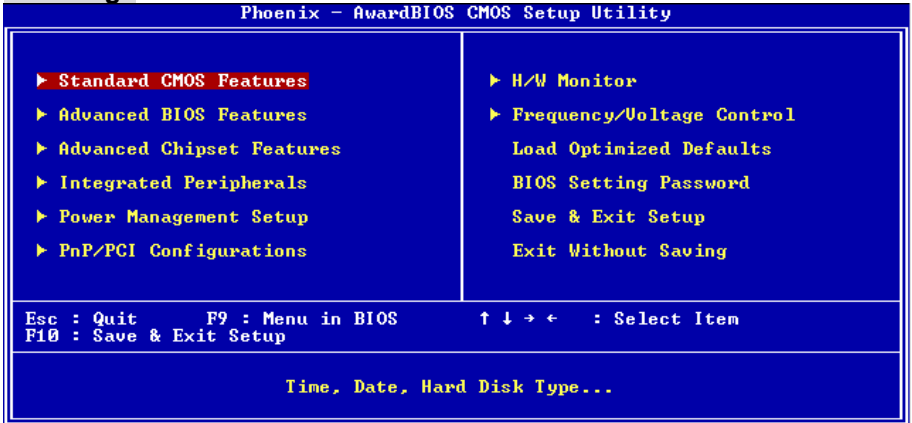 Phoenix - AwardBIOS CMOS Setup Utility
► Standard CMOS Features
► Advanced BIOS Features
► Advanced Chipset Features
► Integrated Peripherals
► Power Management Setup
► PnP/PCI Configurations
► H/W Monitor
► Frequency/Voltage Control
Load Optimized Defaults
BIOS Setting Password
Save & Exit Setup
Exit Without Saving
Esc : Quit F9 : Menu in BIOS ↑ ↓ → ← : Select Item
F10 : Save & Exit Setup
Time, Date, Hard Disk Type...